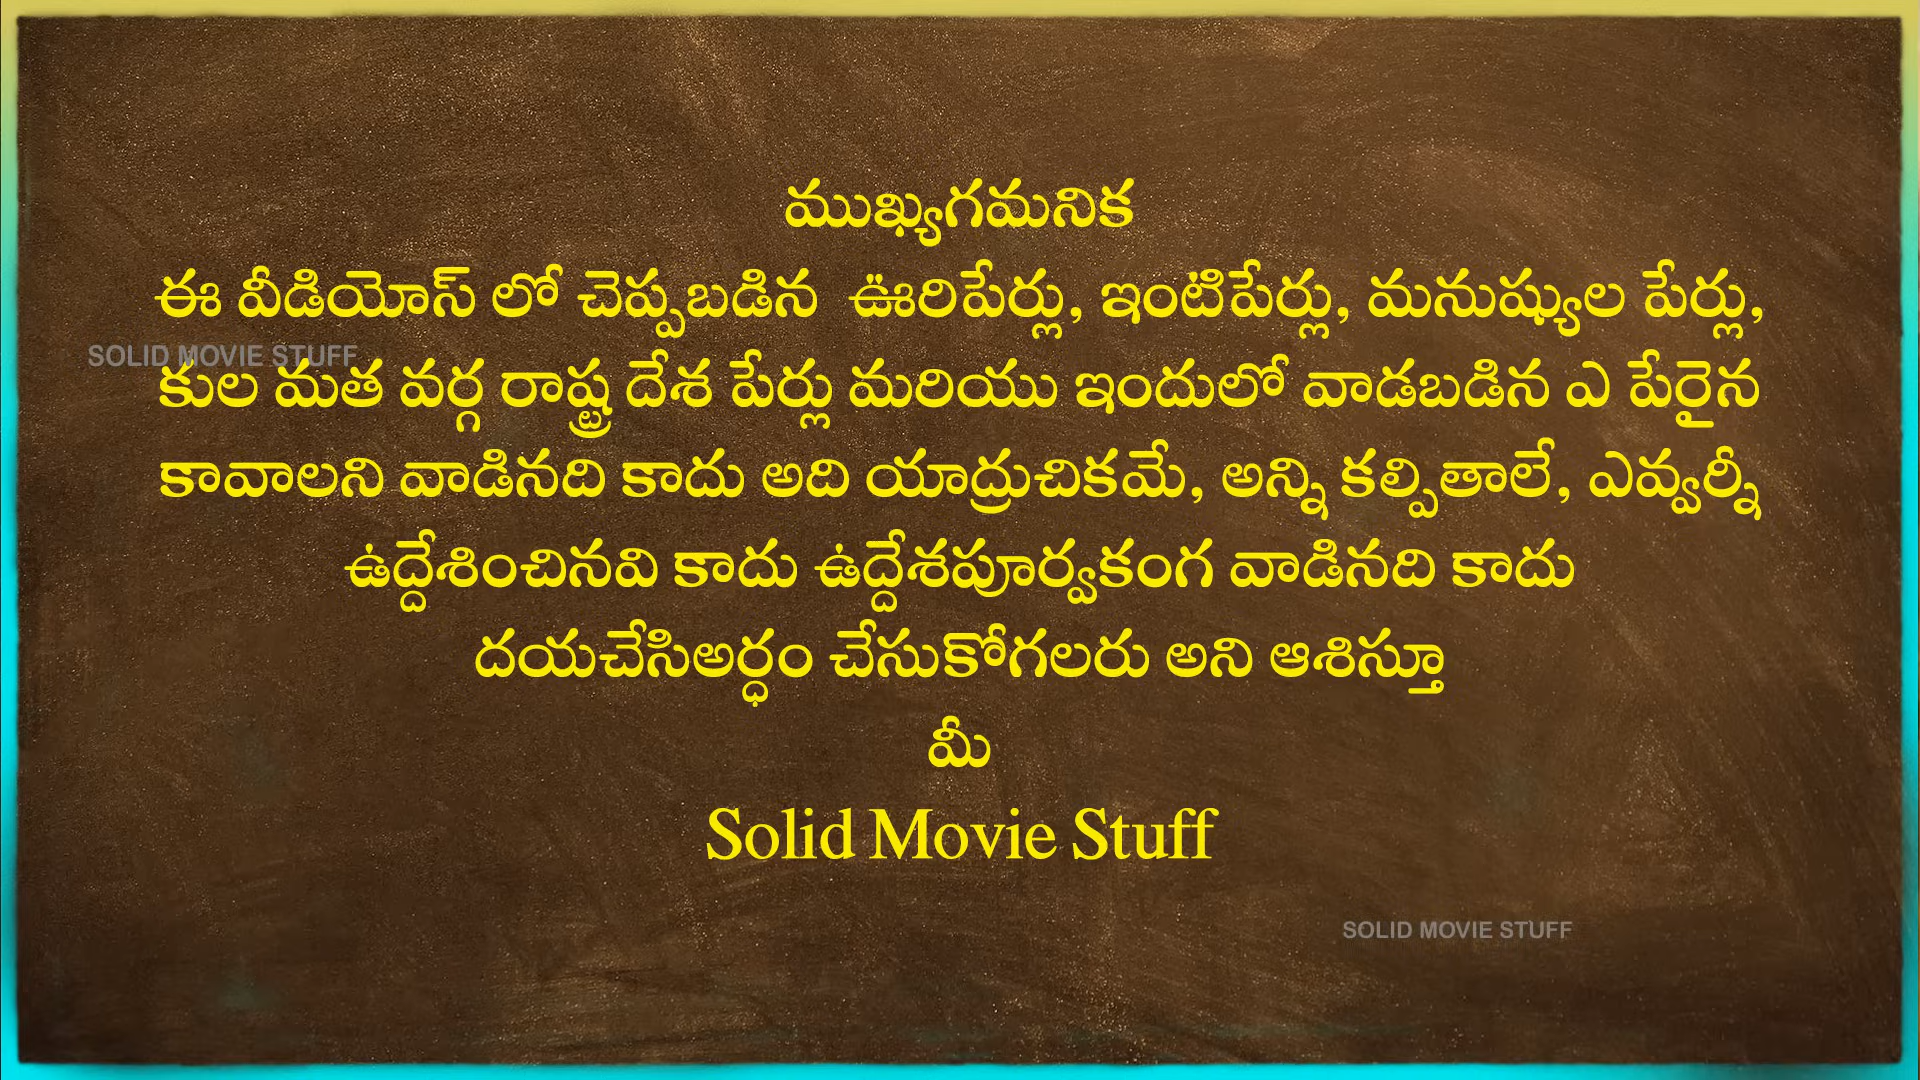 ముఖ్యగమనిక
ఈ వీడియోస్ లో చెప్పబడిన ఊరిపేర్లు, ఇంటిపేర్లు, మనుష్యుల పేర్లు,
SOLID MOVIE STUFF
కుల మత వర్గ రాష్ట్ర దేశ పేర్లు మరియు ఇందులో వాడబడిన ఎ పేరైన
కావాలని వాడినది కాదు అది యాద్రుచికమే, అన్ని కల్పితాలే, ఎవ్వర్నీ
ఉద్దేశించినవి కాదు ఉద్దేశపూర్వకంగ వాడినది కాదు
దయచేసిఅర్ధం చేసుకోగలరు అని ఆశిస్తూ
మీ
Solid Movie Stuff
SOLID MOVIE STUFF